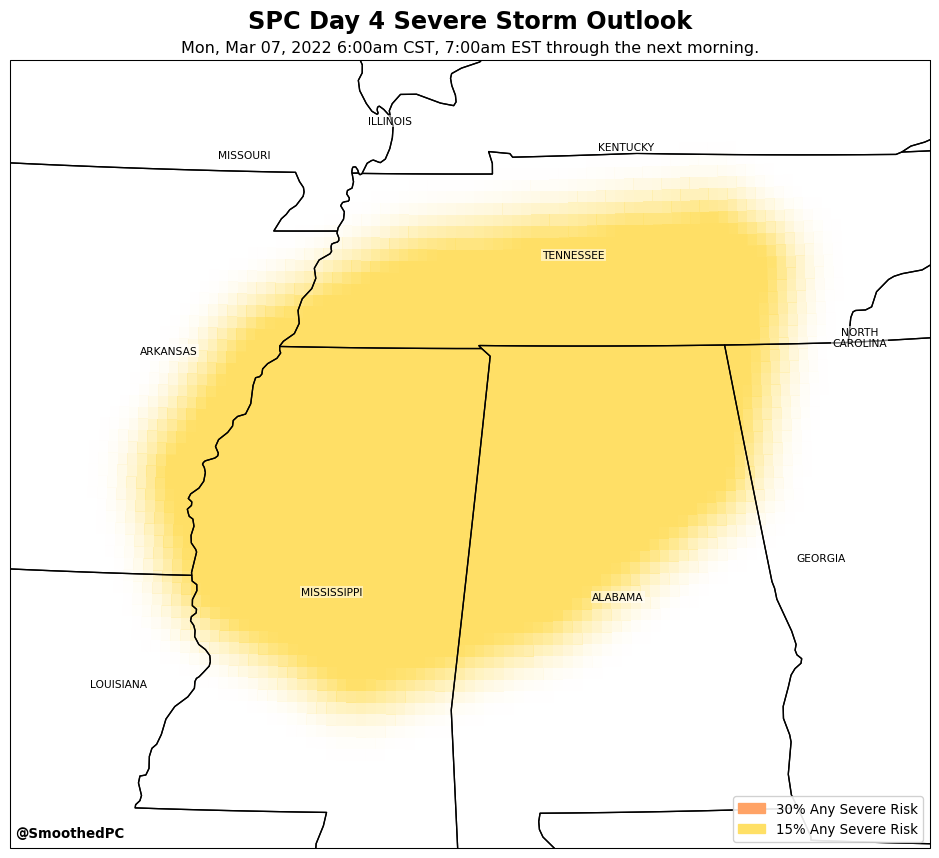 SPC Day 4 Severe Storm Outlook
Mon, Mar 07, 2022 6:00am CST, 7:00am EST through the next morning.
ILLINOIS
MISSOURI
KENTUCKY
TENNESSEE
NORTH
CAROLINA
ARKANSAS
GEORGIA
MISSISSIPPI
ALABAMA
LOUISIANA
30% Any Severe Risk
15% Any Severe Risk
@SmoothedPC